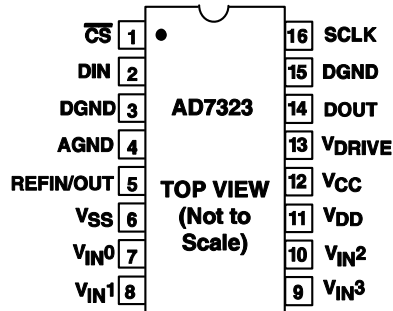 CS 1 16 SCLK
DIN 2 15 DGND
DGND 3 AD7323 14 DOUT
AGND 4 13 VDRIVE
REFIN/OUT 5 TOP VIEW 12 VCC
VSS 6 (Not to 11 VDD
VIN0 7 Scale) 10 VIN2
VIN1 8 9 VIN3